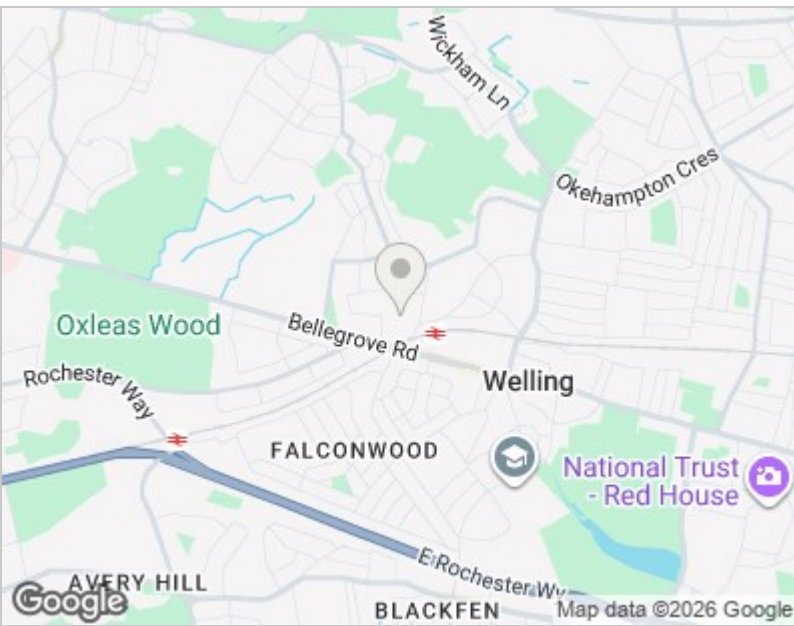 Wickham Ln
Okehampton Cres
Oxleas Wood
Bellegrove Rd
Rochester Way
Welling
FALCONWOOD
National Trust
- Red House
E Rochester Wy
AVERY HILL
Google
BLACKFEN
Map data ©2026 Google